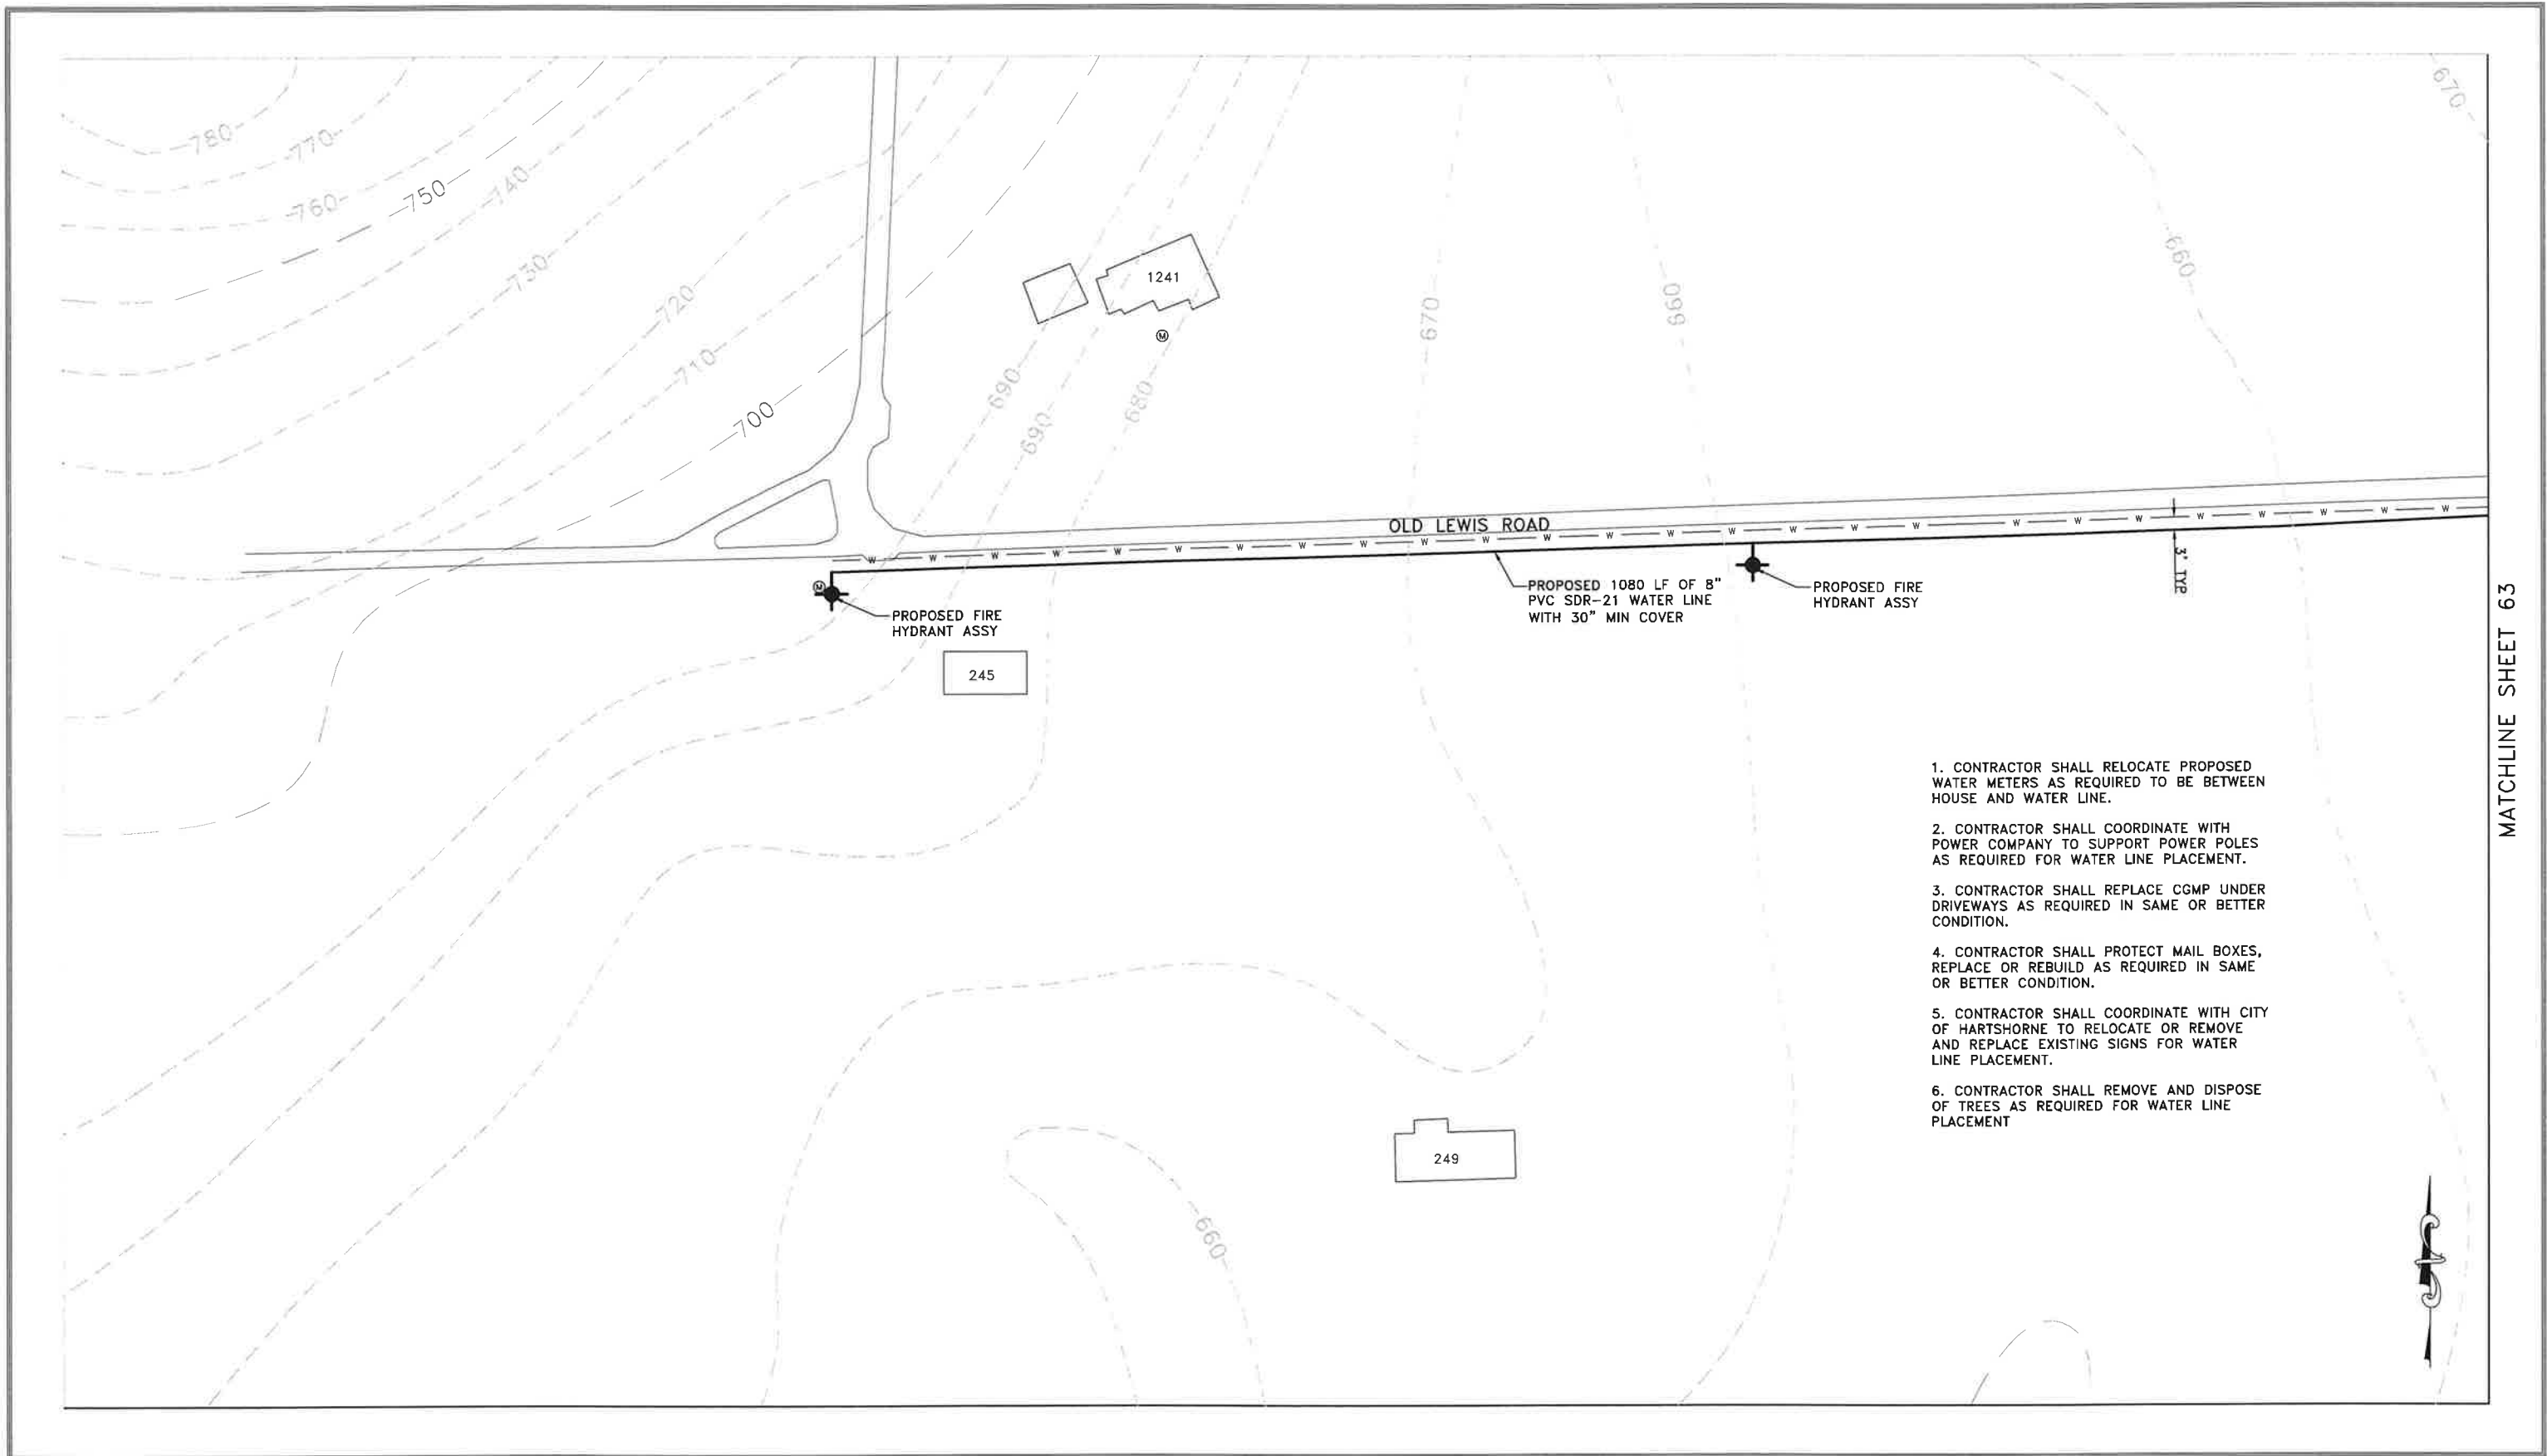 780
770
760
750
740
730
720
710
700
690
690
680
670
660
660
670
1241
M
OLD LEWIS ROAD
W W W W W W W W W W W W W W W W W W W W W W W W W W
M
PROPOSED FIRE
HYDRANT ASSY
PROPOSED 1080 LF OF 8"
PVC SDR-21 WATER LINE
WITH 30" MIN COVER
PROPOSED FIRE
HYDRANT ASSY
3' TYP
245
MATCHLINE SHEET 63
1. CONTRACTOR SHALL RELOCATE PROPOSED
WATER METERS AS REQUIRED TO BE BETWEEN
HOUSE AND WATER LINE.
2. CONTRACTOR SHALL COORDINATE WITH
POWER COMPANY TO SUPPORT POWER POLES
AS REQUIRED FOR WATER LINE PLACEMENT.
3. CONTRACTOR SHALL REPLACE CGMP UNDER
DRIVEWAYS AS REQUIRED IN SAME OR BETTER
CONDITION.
4. CONTRACTOR SHALL PROTECT MAIL BOXES,
REPLACE OR REBUILD AS REQUIRED IN SAME
OR BETTER CONDITION.
5. CONTRACTOR SHALL COORDINATE WITH CITY
OF HARTSHORNE TO RELOCATE OR REMOVE
AND REPLACE EXISTING SIGNS FOR WATER
LINE PLACEMENT.
6. CONTRACTOR SHALL REMOVE AND DISPOSE
OF TREES AS REQUIRED FOR WATER LINE
PLACEMENT
249
660